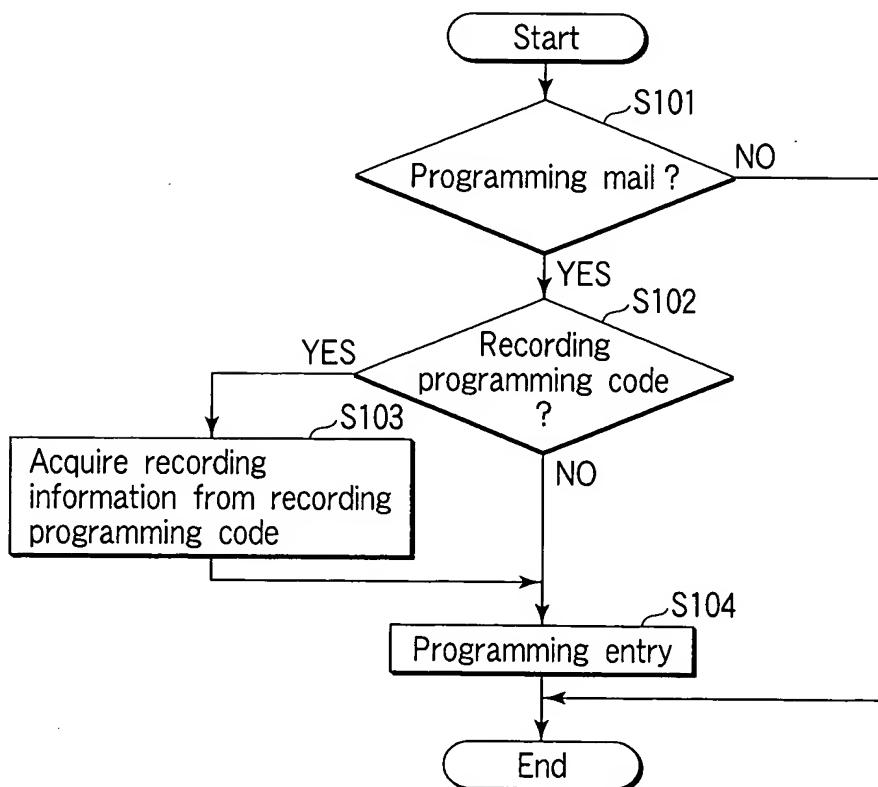 Start
S101
Programming mail ?
NO
YES
S102
Recording
programming code
?
YES
S103
Acquire recording
information from recording
programming code
NO
S104
Programming entry
End